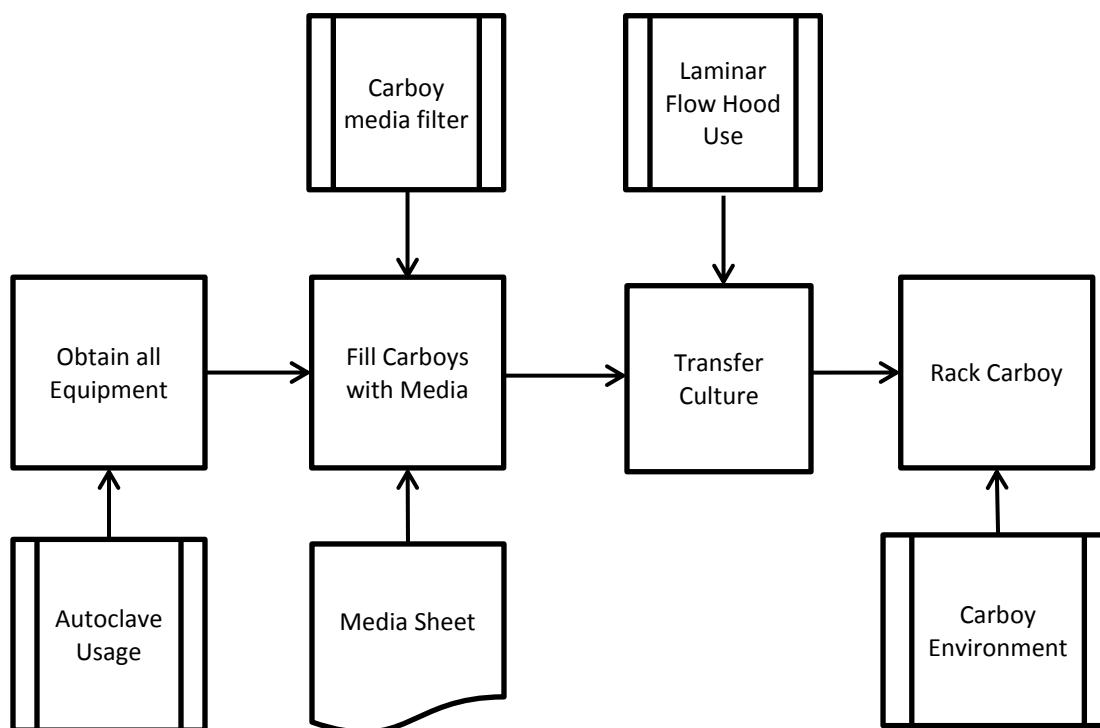 Carboy
media filter
Laminar
Flow Hood
Use
Obtain all
Equipment
Fill Carboys
with Media
Transfer
Culture
Rack Carboy
Autoclave
Usage
Media Sheet
Carboy
Environment